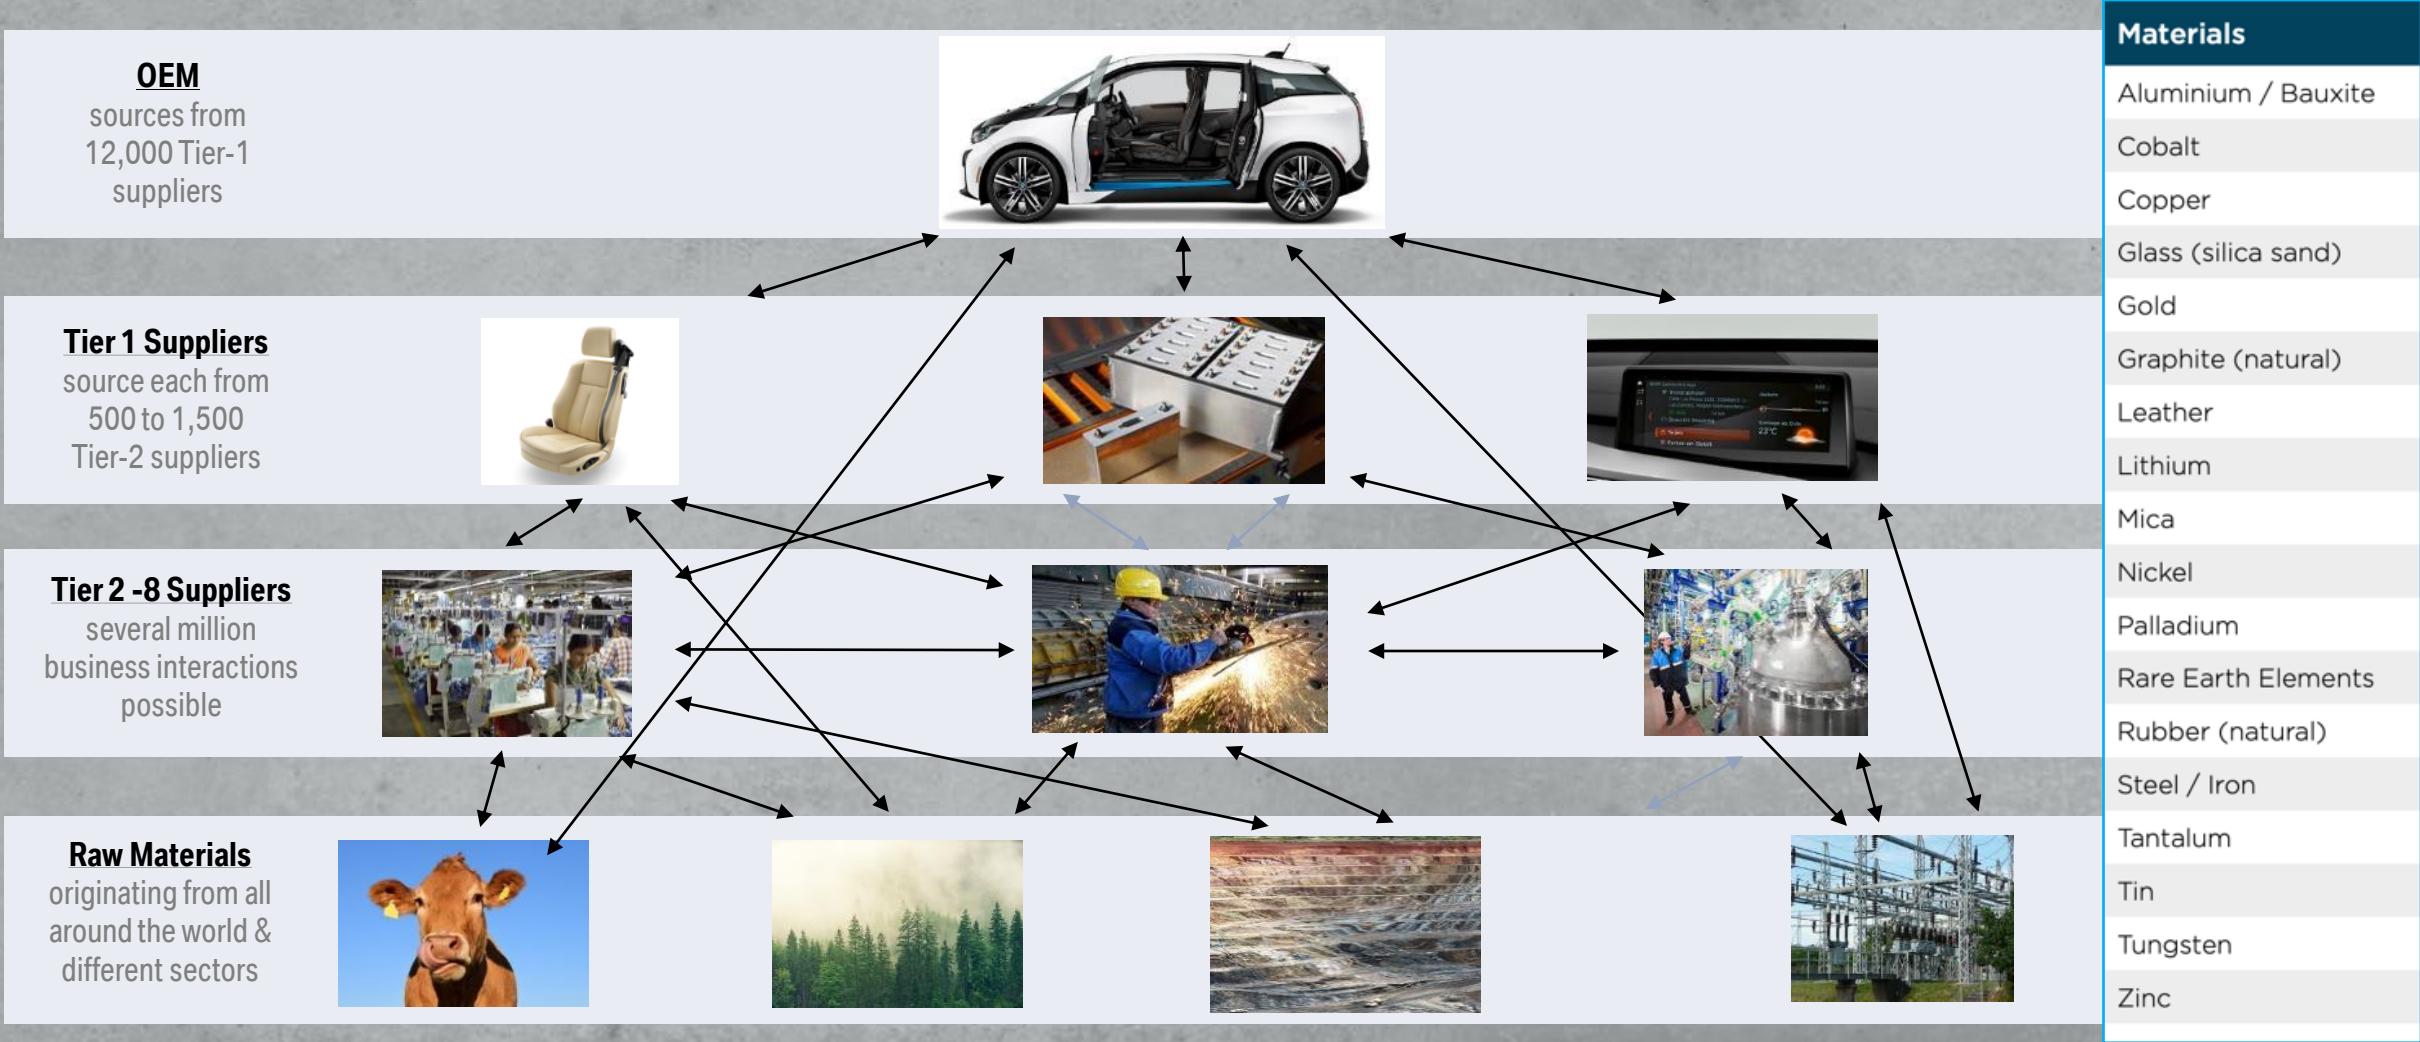 OEM
sources from
12,000 Tier-1
suppliers
Tier 1 Suppliers
source each from
500 to 1,500
Tier-2 suppliers
23°C
Tier 2 -8 Suppliers
several million
business interactions
possible
Raw Materials
originating from all
around the world &
different sectors
Materials
Aluminium / Bauxite
Cobalt
Copper
Glass (silica sand)
Gold
Graphite (natural)
Leather
Lithium
Mica
Nickel
Palladium
Rare Earth Elements
Rubber (natural)
Steel / Iron
Tantalum
Tin
Tungsten
Zinc